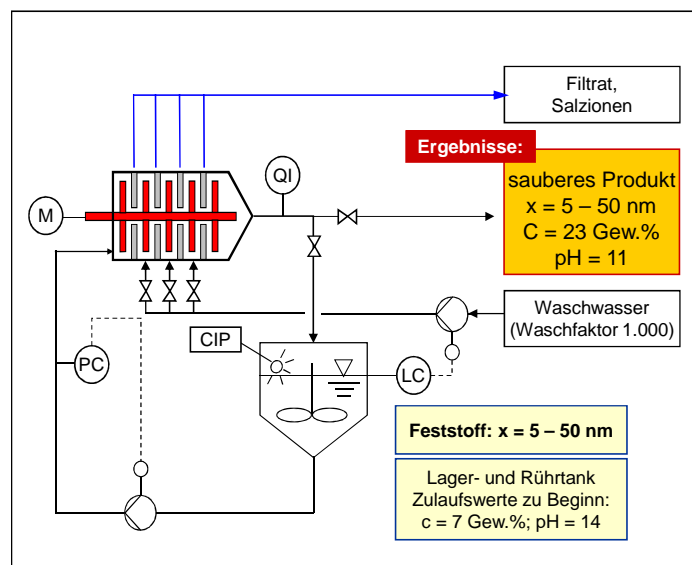 Filtrat,
Salzionen
Ergebnisse:
sauberes Produkt
x = 5 – 50 nm
C = 23 Gew.%
pH = 11
QI
M
Waschwasser
(Waschfaktor 1.000)
CIP
PC
LC
Feststoff: x = 5 – 50 nm
Lager- und Rührtank
Zulaufswerte zu Beginn:
c = 7 Gew.%; pH = 14